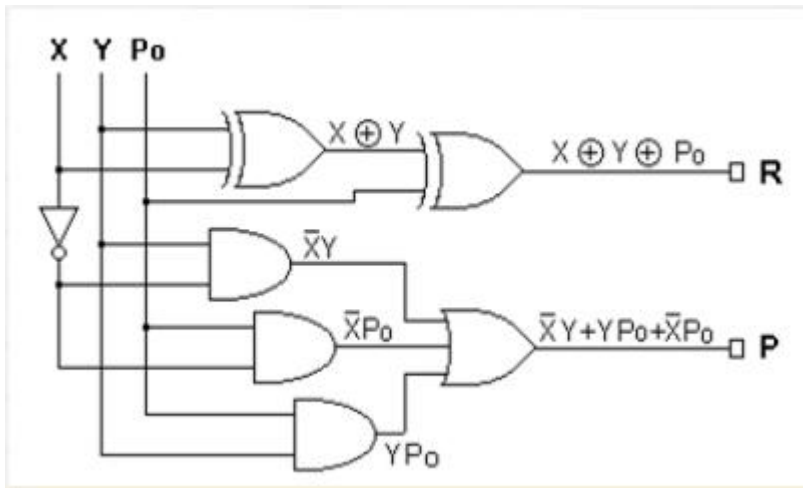 X Y Po
X ⊕ Y
X ⊕ Y ⊕ Po
R
X̅Y
X̅Po
X̅Y+YPo+X̅Po
P
YPo